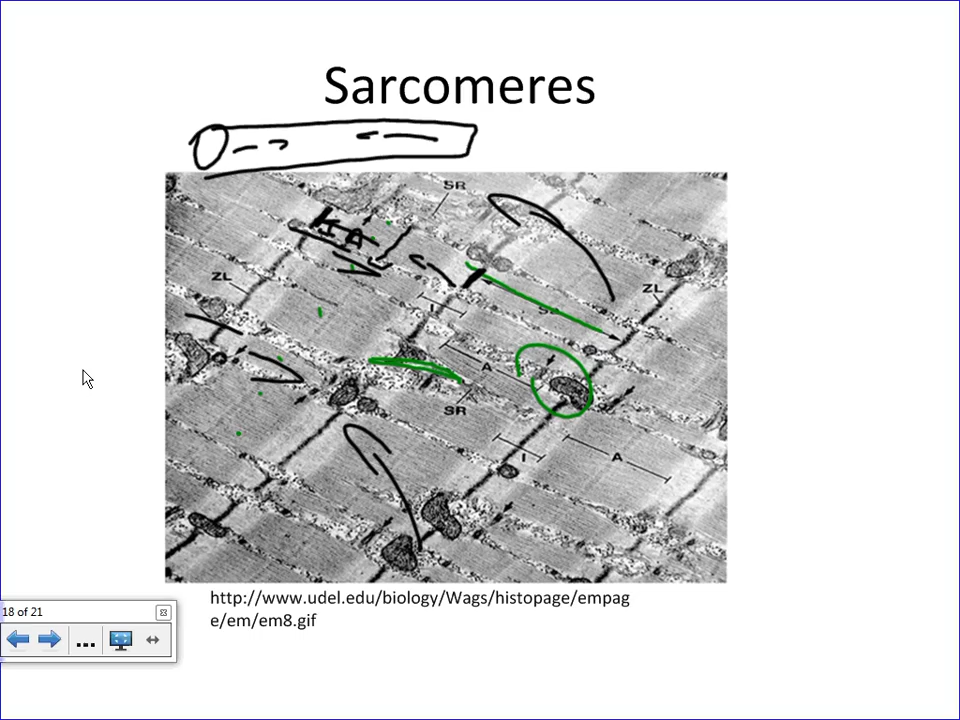 Sarcomeres
SR
ZL
ZL
I
A
SR
I
A
http://www.udel.edu/biology/Wags/histopage/empag
e/em/em8.gif
18 of 21
...